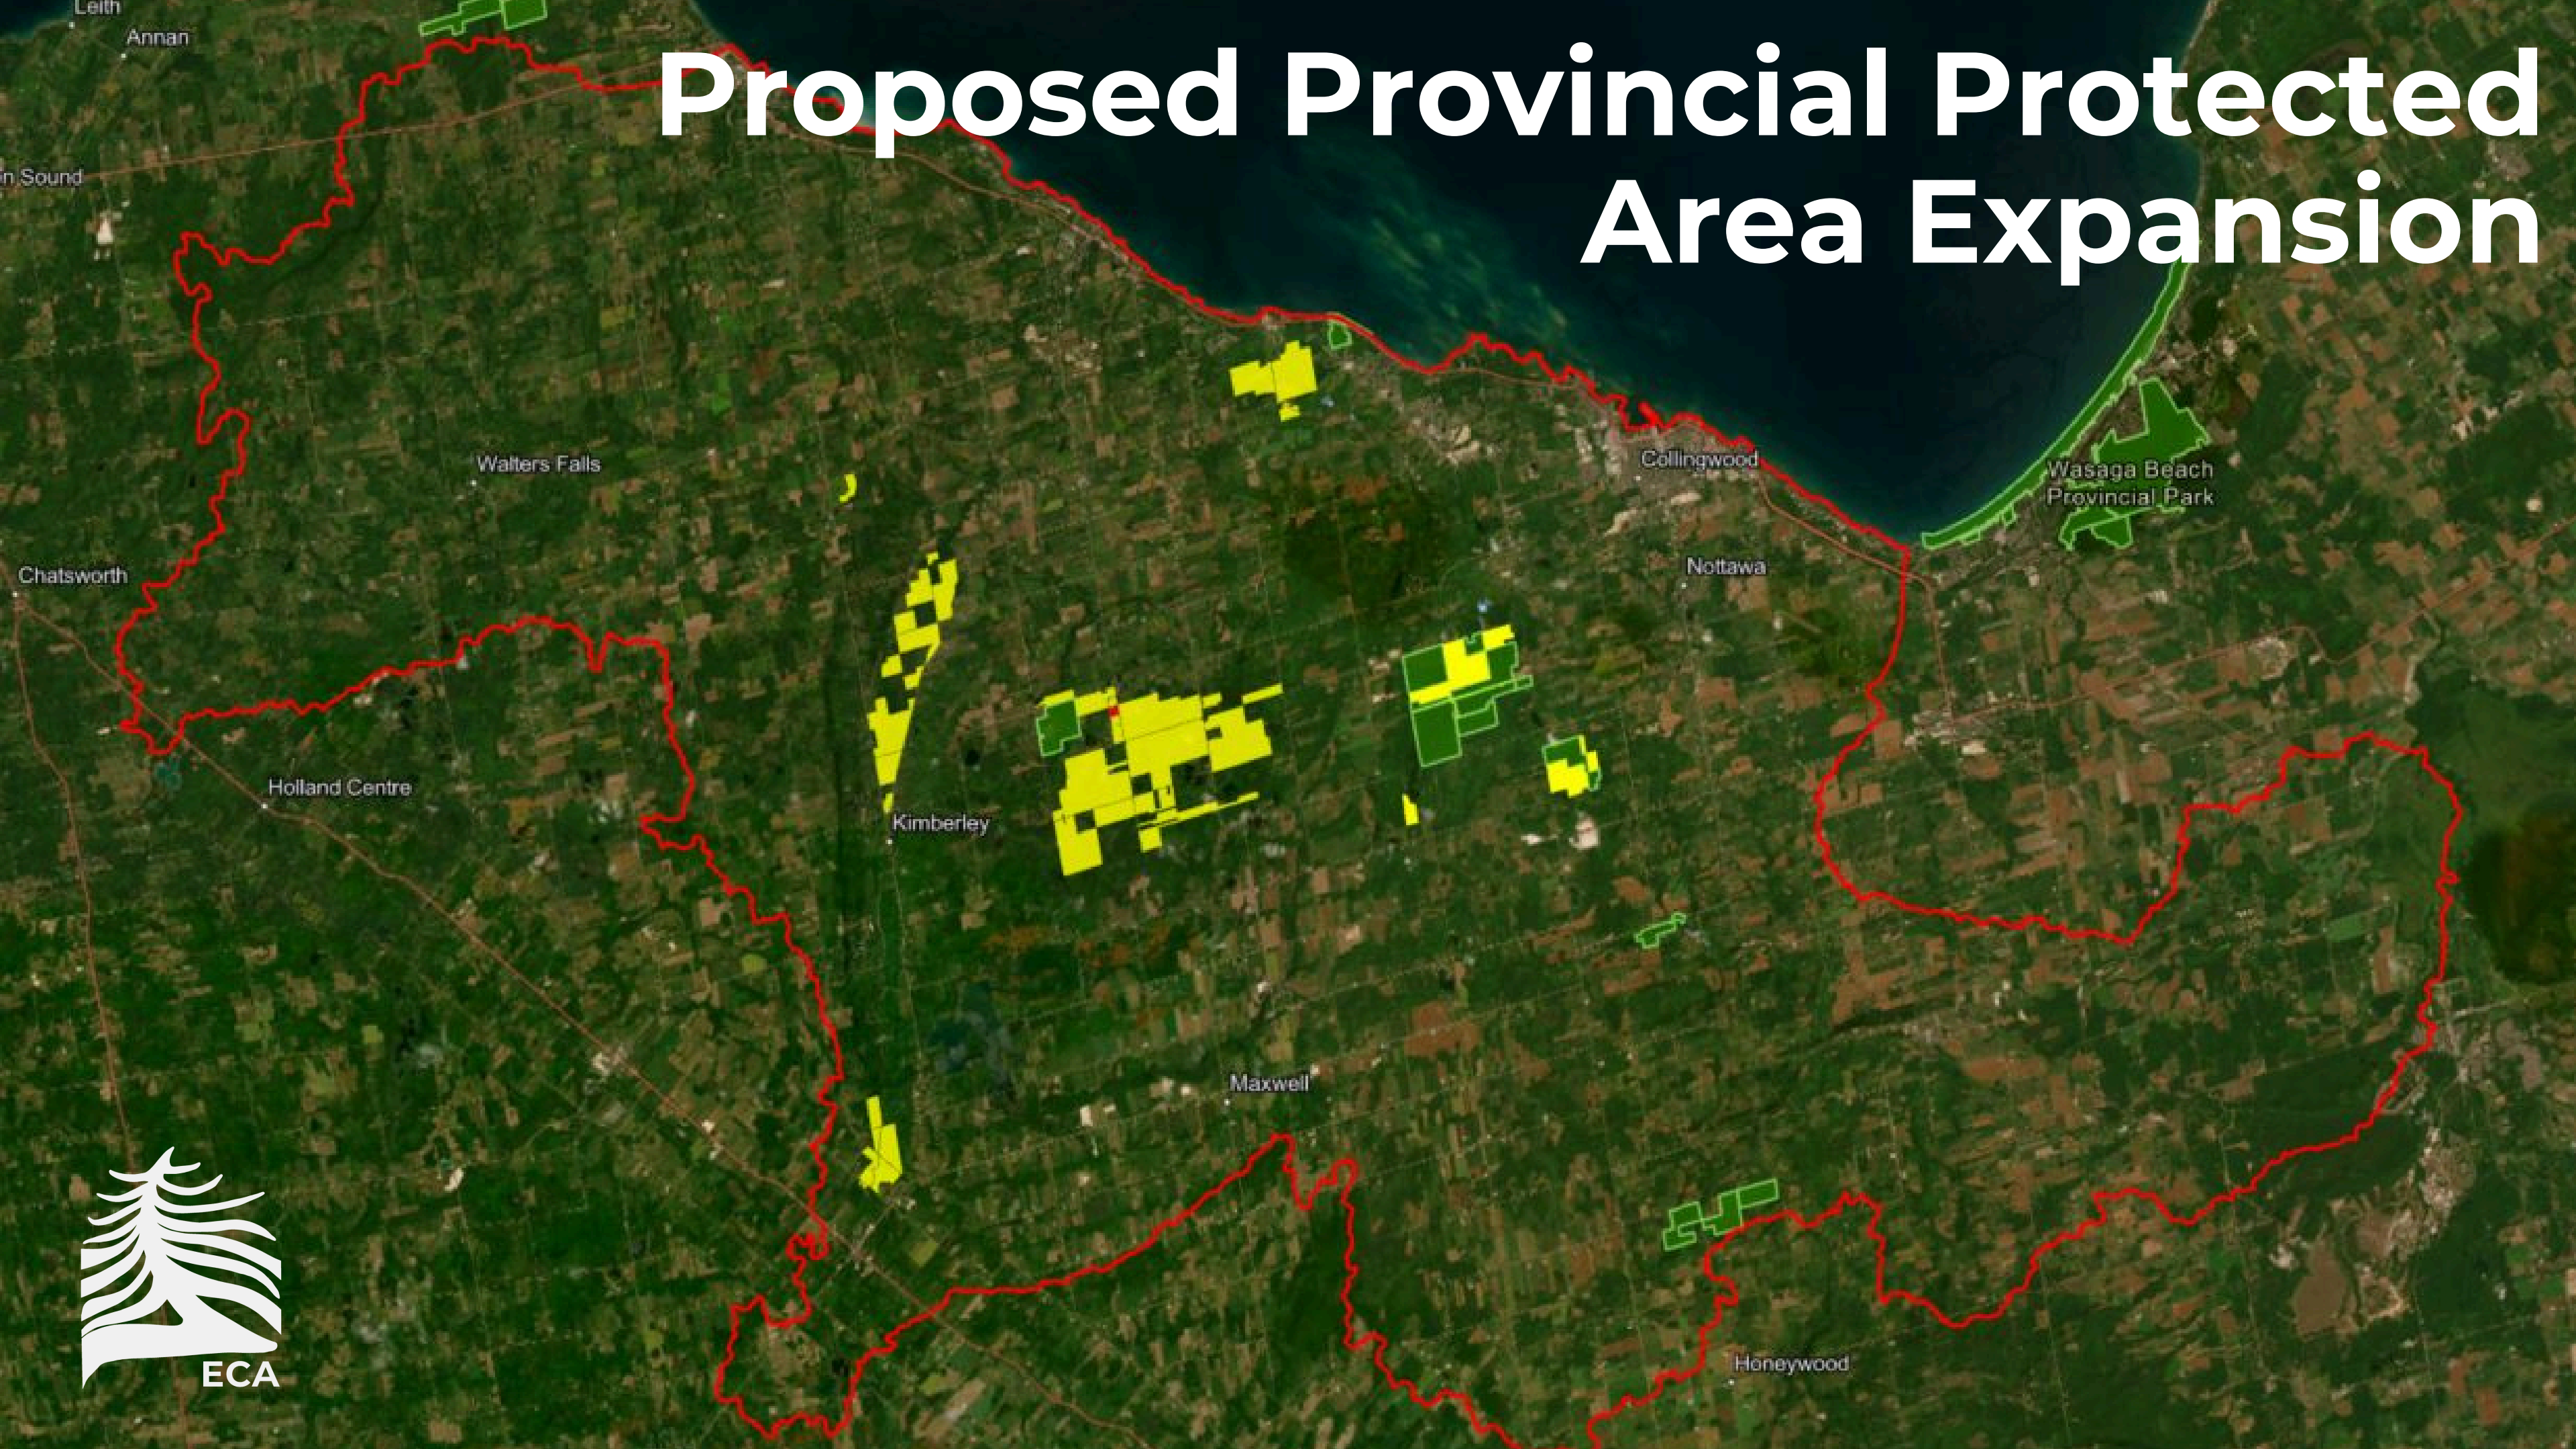 Leith
Annan
Proposed Provincial Protected
Area Expansion
n Sound
Walters Falls
Collingwood
Wasaga Beach
Provincial Park
Nottawa
Chatsworth
Holland Centre
Kimberley
Maxwell
Honeywood
ECA